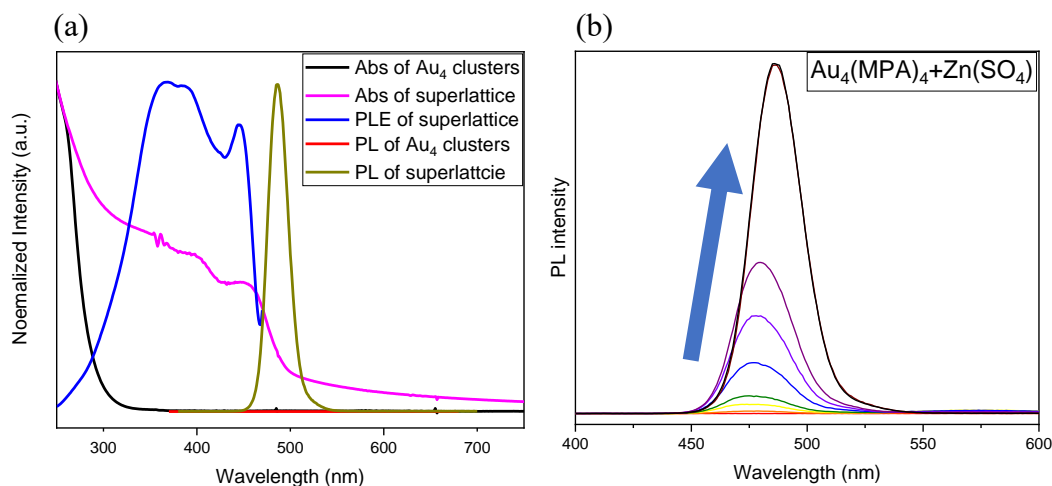 (a)
Abs of Au₄ clusters
Abs of superlattice
PLE of superlattice
PL of Au₄ clusters
PL of superlattcie
Noemalized Intensity (a.u.)
300 400 500 600 700
Wavelength (nm)
(b)
Au₄(MPA)₄+Zn(SO₄)
PL intensity
400 450 500 550 600
Wavelength (nm)